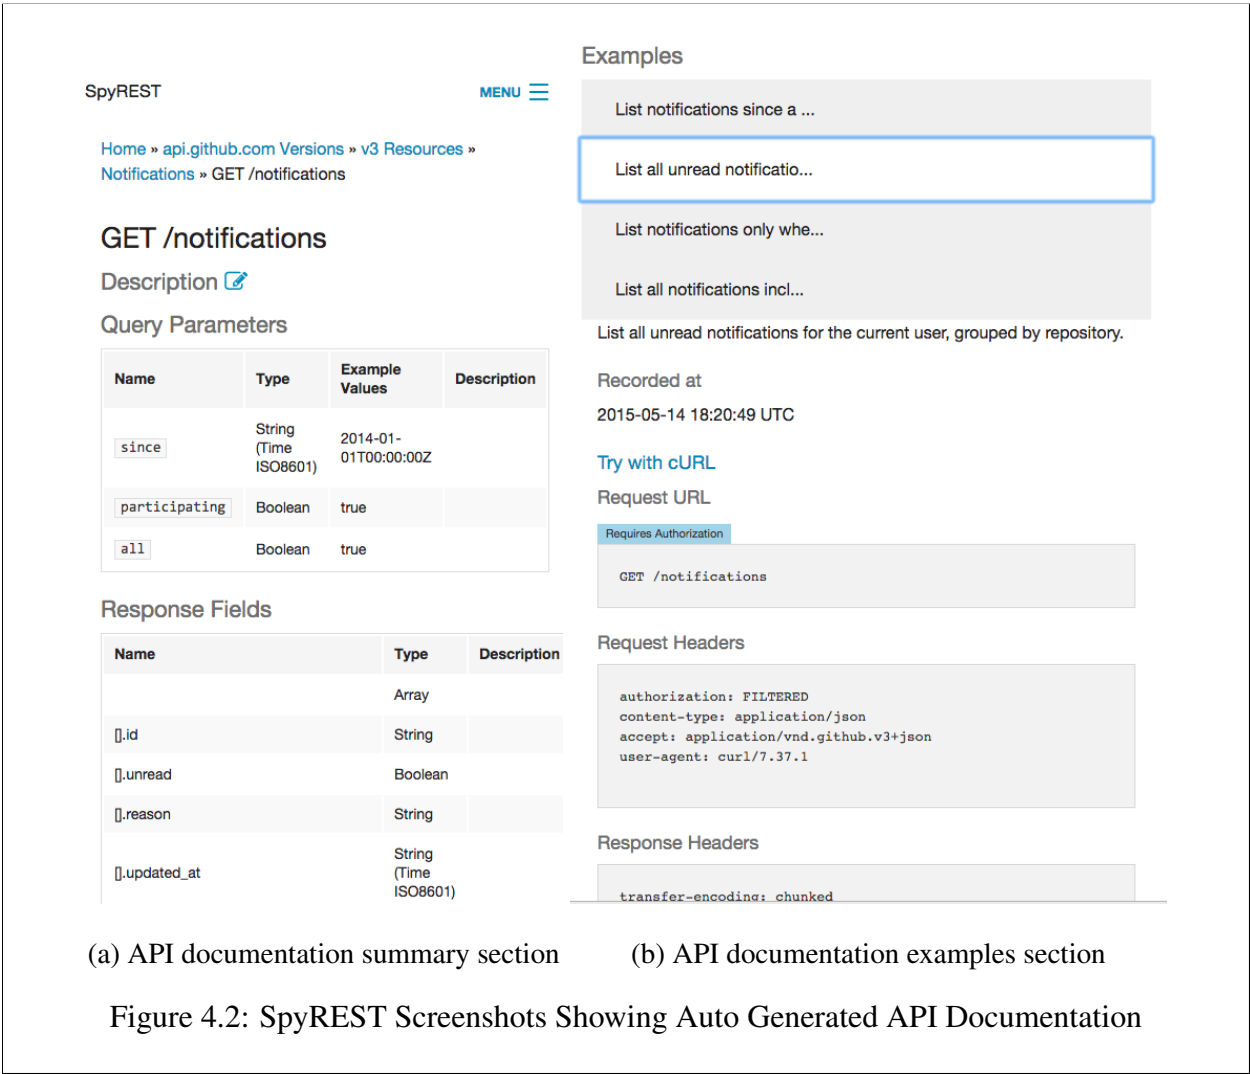 SpyREST
MENU
Home » api.github.com Versions » v3 Resources »
Notifications » GET /notifications
GET /notifications
Description
Query Parameters
Name Type Example Values Description
since String (Time ISO8601) 2014-01-01T00:00:00Z
participating Boolean true
all Boolean true
Response Fields
Name Type Description
Array
[].id String
[].unread Boolean
[].reason String
[].updated_at String (Time ISO8601)
(a) API documentation summary section
Examples
List notifications since a ...
List all unread notificatio...
List notifications only whe...
List all notifications incl...
List all unread notifications for the current user, grouped by repository.
Recorded at
2015-05-14 18:20:49 UTC
Try with cURL
Request URL
Requires Authorization
GET /notifications
Request Headers
authorization: FILTERED
content-type: application/json
accept: application/vnd.github.v3+json
user-agent: curl/7.37.1
Response Headers
transfer-encoding: chunked
(b) API documentation examples section
Figure 4.2: SpyREST Screenshots Showing Auto Generated API Documentation